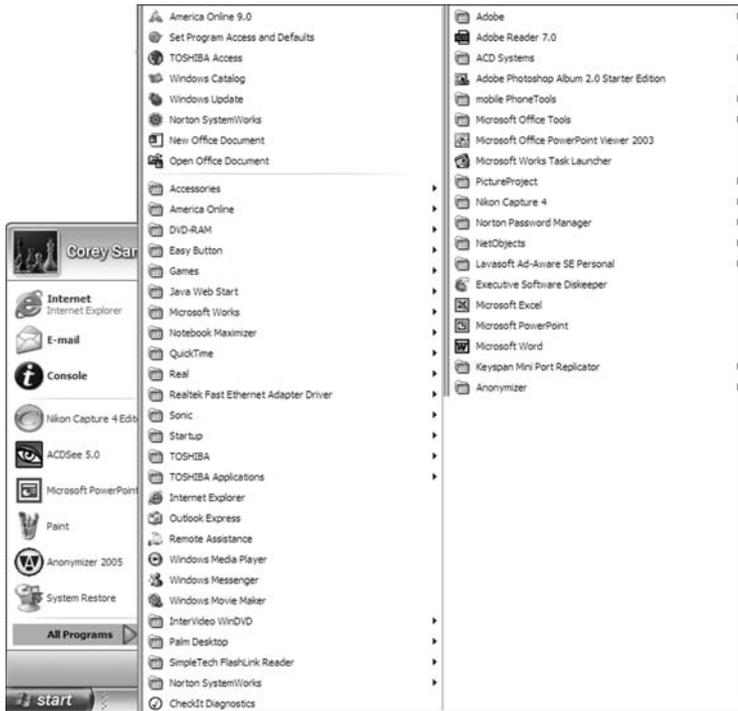 America Online 9.0
Set Program Access and Defaults
TOSHIBA Access
Windows Catalog
Windows Update
Norton SystemWorks
New Office Document
Open Office Document
Accessories
America Online
DVD-RAM
Easy Button
Games
Java Web Start
Microsoft Works
Notebook Maximizer
QuickTime
Real
Realtek Fast Ethernet Adapter Driver
Sonic
Startup
TOSHIBA
TOSHIBA Applications
Internet Explorer
Outlook Express
Remote Assistance
Windows Media Player
Windows Messenger
Windows Movie Maker
InterVideo WinDVD
Palm Desktop
SimpleTech FlashLink Reader
Norton SystemWorks
CheckIt Diagnostics
Adobe
Adobe Reader 7.0
ACD Systems
Adobe Photoshop Album 2.0 Starter Edition
mobile PhoneTools
Microsoft Office Tools
Microsoft Office PowerPoint Viewer 2003
Microsoft Works Task Launcher
PictureProject
Nikon Capture 4
Norton Password Manager
NetObjects
Lavasoft Ad-Aware SE Personal
Executive Software Diskeeper
Microsoft Excel
Microsoft PowerPoint
Microsoft Word
Keyspan Mini Port Replicator
Anonymizer
Corey Sar
Internet
Internet Explorer
E-mail
Console
Nikon Capture 4 Edit
ACDSee 5.0
Microsoft PowerPoint
Paint
Anonymizer 2005
System Restore
All Programs
start